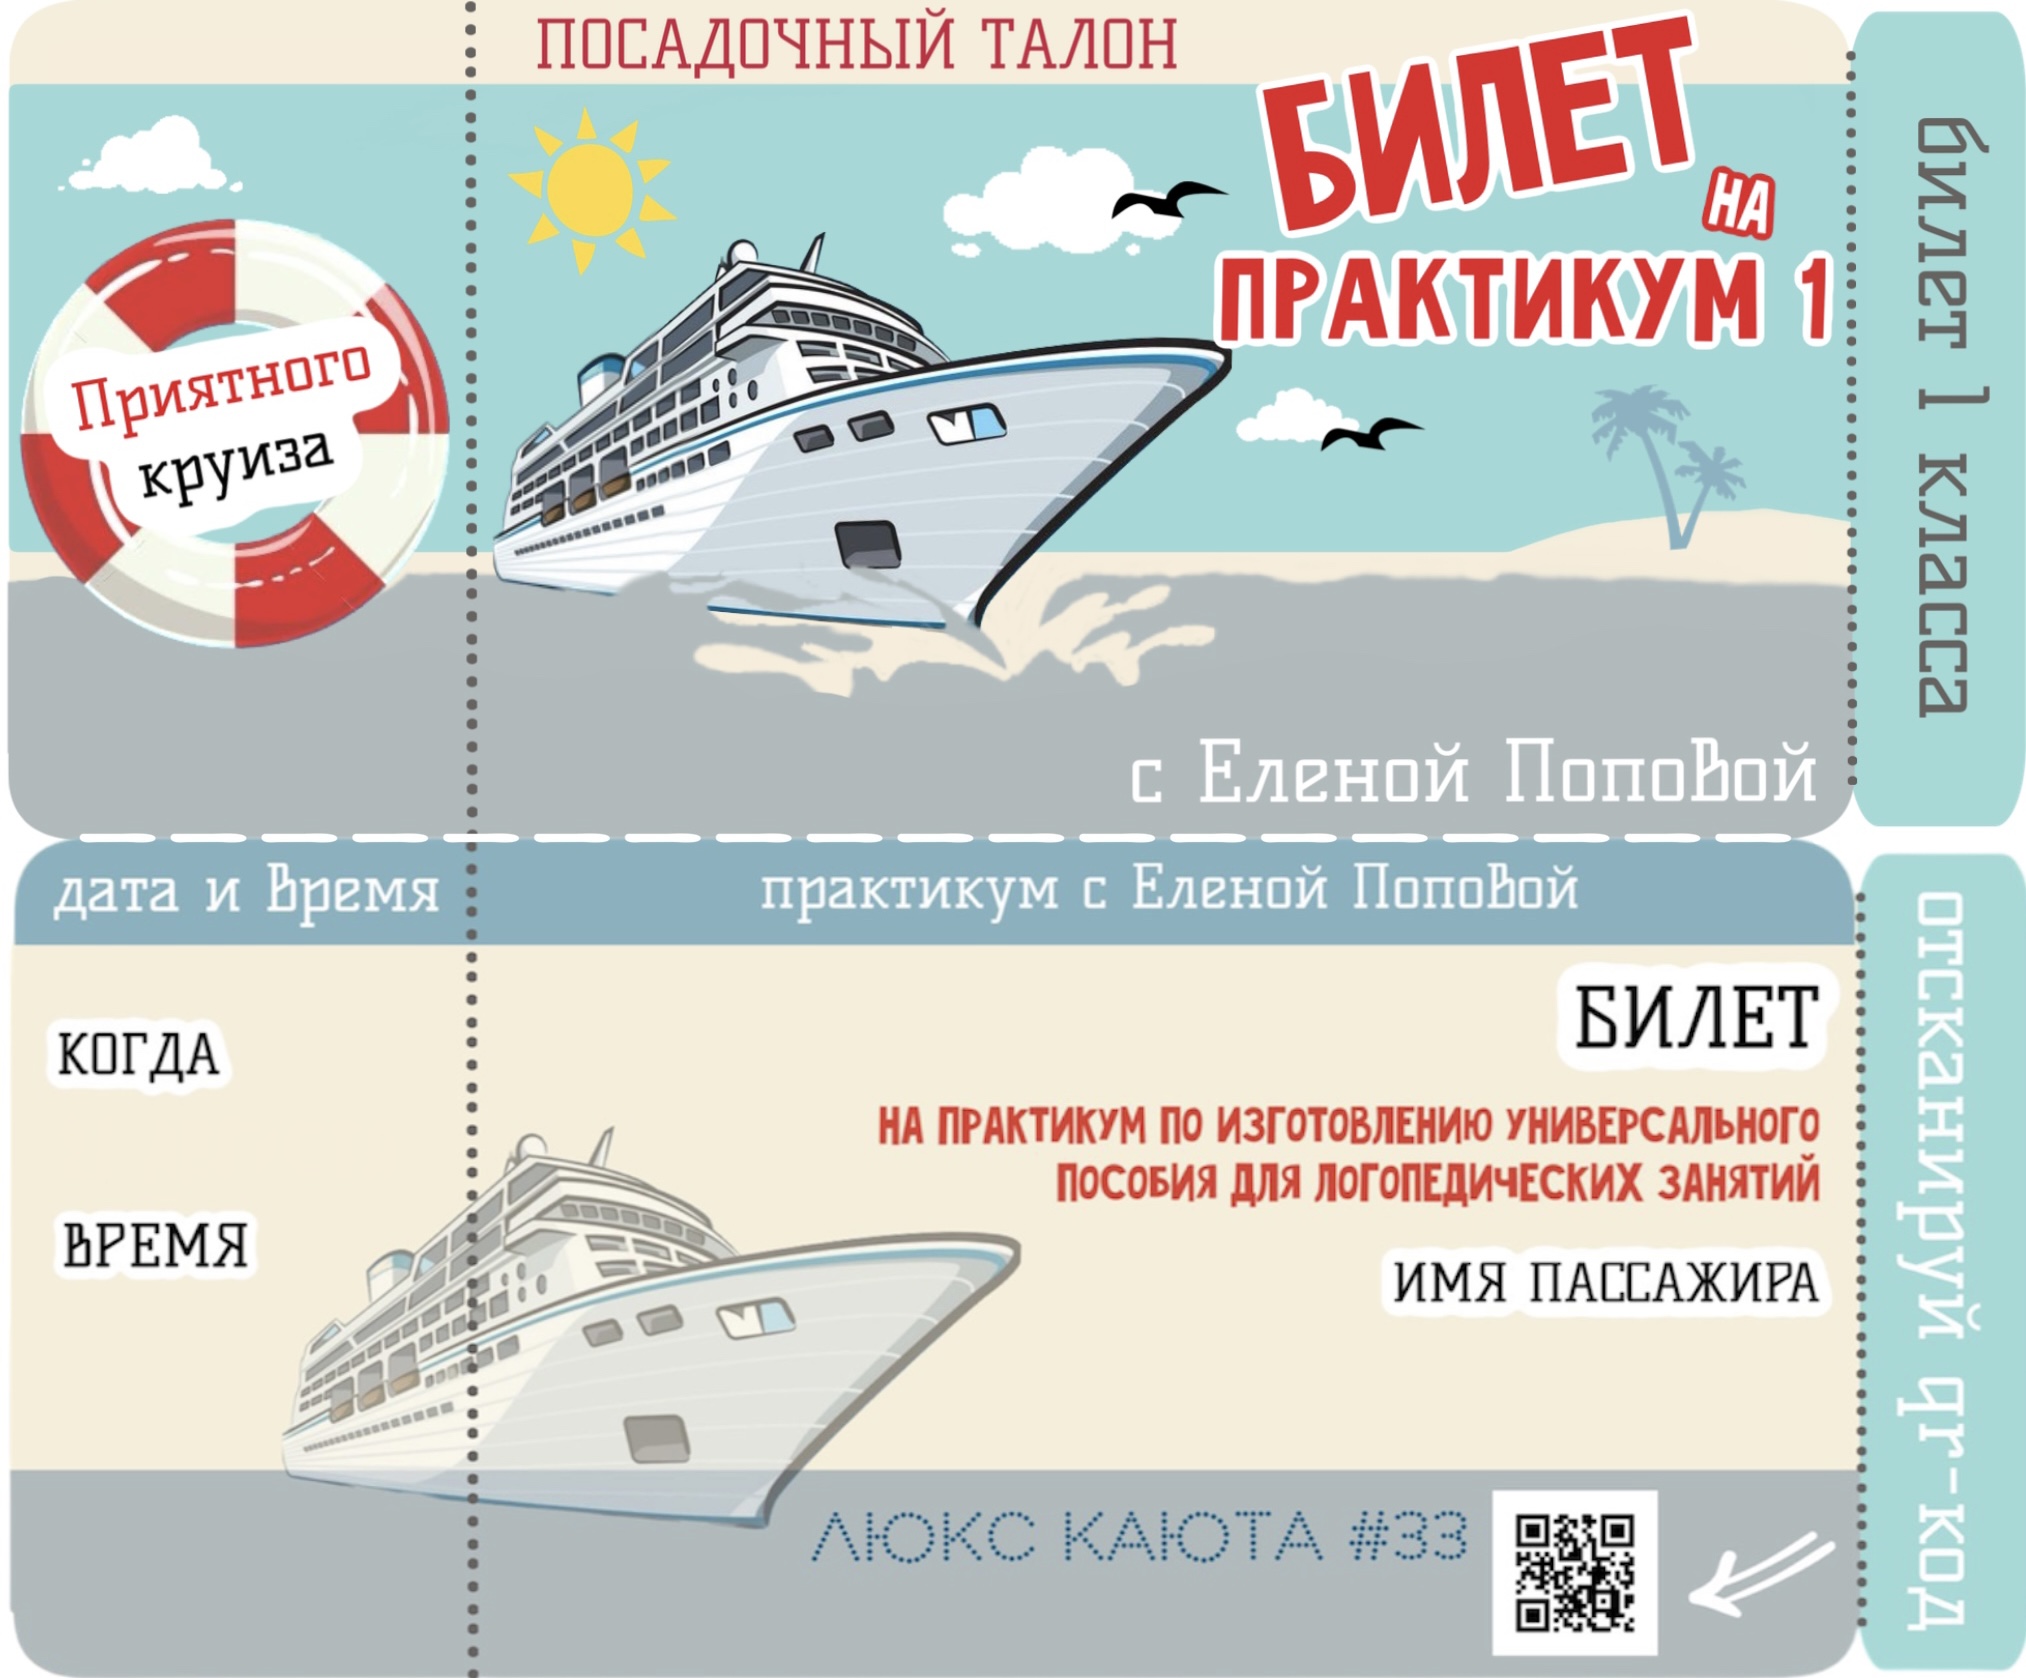 ПОСАДОЧНЫЙ ТАЛОН
БИЛЕТ
НА
ПРАКТИКУМ 1
Приятного
круиза
билет 1 класса
с Еленой Поповой
дата и время
практикум с Еленой Поповой
КОГДА
БИЛЕТ
НА ПРАКТИКУМ ПО ИЗГОТОВЛЕНИЮ УНИВЕРСАЛЬНОГО
ПОСОБИЯ ДЛЯ ЛОГОПЕДИЧЕСКИХ ЗАНЯТИЙ
ВРЕМЯ
ИМЯ ПАССАЖИРА
ЛЮКС КАЮТА #33
отсканируй qr-код